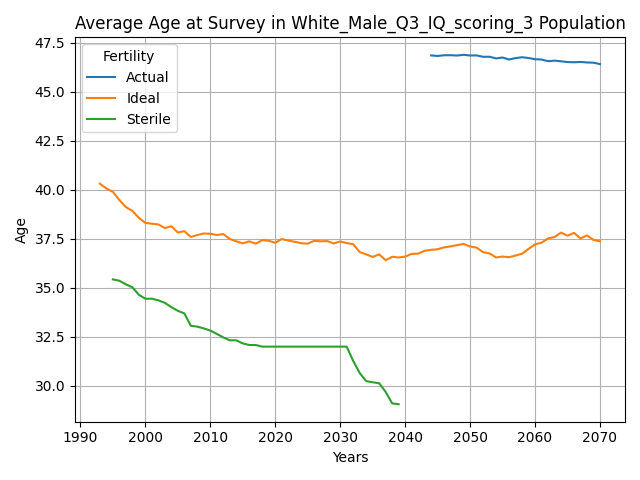 Average Age at Survey in White_Male_Q3_IQ_scoring_3 Population
Fertility
Actual
Ideal
Sterile
Age
47.5
45.0
42.5
40.0
37.5
35.0
32.5
30.0
1990 2000 2010 2020 2030 2040 2050 2060 2070
Years